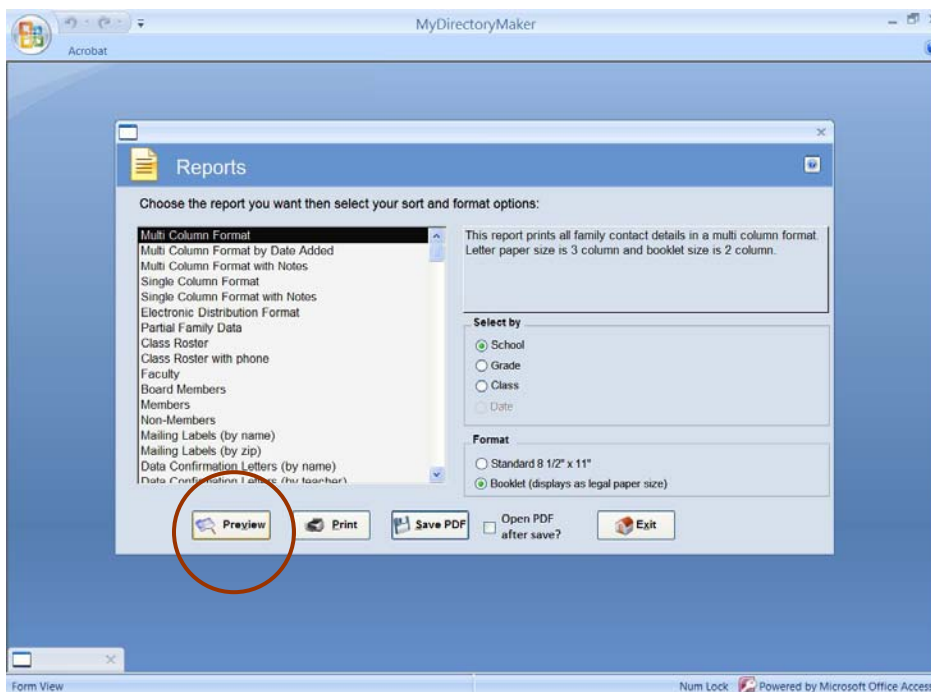 MyDirectoryMaker
Acrobat
Reports
Choose the report you want then select your sort and format options:
Multi Column Format
Multi Column Format by Date Added
Multi Column Format with Notes
Single Column Format
Single Column Format with Notes
Electronic Distribution Format
Partial Family Data
Class Roster
Class Roster with phone
Faculty
Board Members
Members
Non-Members
Mailing Labels (by name)
Mailing Labels (by zip)
Data Confirmation Letters (by name)
Data Confirmation Letters (by teacher)
This report prints all family contact details in a multi column format.
Letter paper size is 3 column and booklet size is 2 column.
Select by
School
Grade
Class
Date
Format
Standard 8 1/2" x 11"
Booklet (displays as legal paper size)
Preview
Print
Save PDF
Open PDF
after save?
Exit
Form View
Num Lock
Powered by Microsoft Office Access